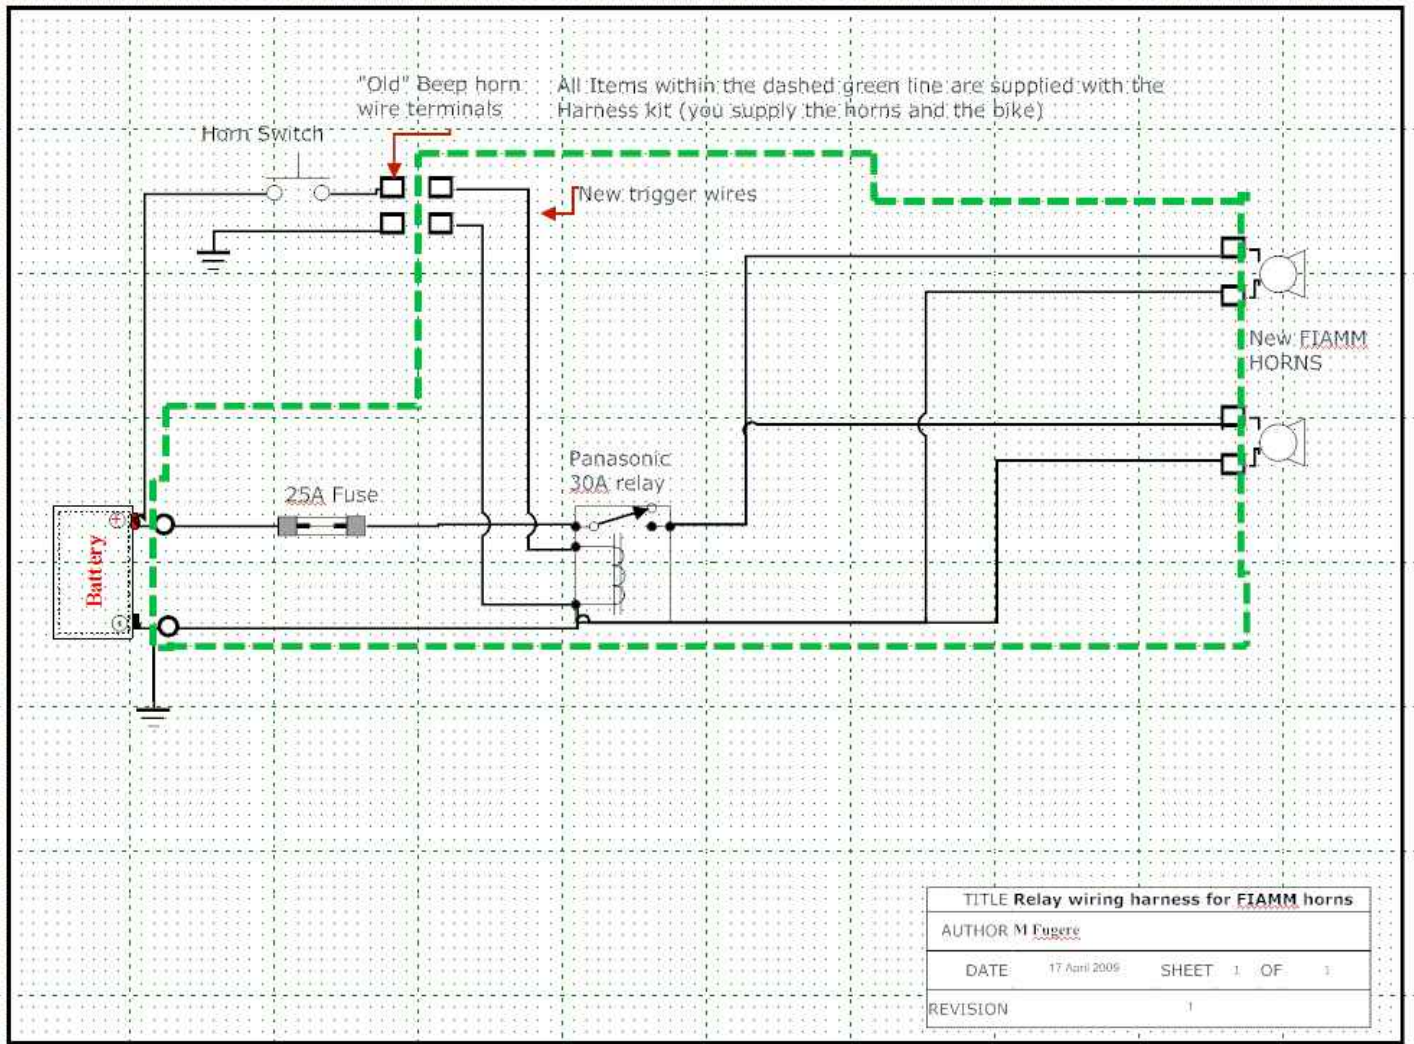 "Old" Beep horn
wire terminals
All Items within the dashed green line are supplied with the
Harness kit (you supply the horns and the bike)
Horn Switch
New trigger wires
New FIAMM
HORNS
Panasonic
30A relay
25A Fuse
Battery
TITLE Relay wiring harness for FIAMM horns
AUTHOR M Fugere
DATE 17 April 2009 SHEET 1 OF 1
REVISION 1